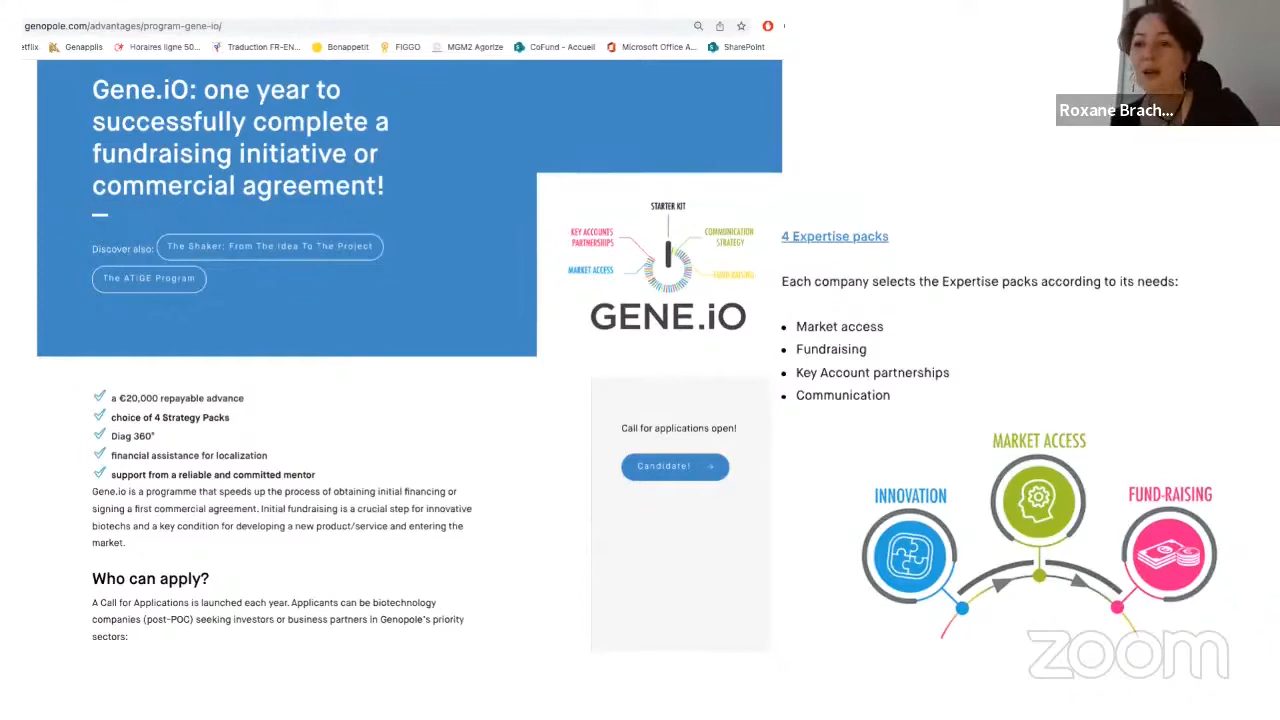 genopole.com/advantages/program-gene-io/
etflix
Genapplis
Horaires ligne 50...
Traduction FR-EN...
Bonappetit
FIGGO
MGM2 Agorize
CoFund - Accueil
Microsoft Office A...
SharePoint
Gene.iO: one year to
successfully complete a
fundraising initiative or
commercial agreement!
Discover also:
The Shaker: From The Idea To The Project
The ATiGE Program
STARTER KIT
KEY ACCOUNTS
PARTNERSHIPS
COMMUNICATION
STRATEGY
MARKET ACCESS
FUND-RAISING
GENE.iO
a €20,000 repayable advance
choice of 4 Strategy Packs
Diag 360°
financial assistance for localization
support from a reliable and committed mentor
Gene.io is a programme that speeds up the process of obtaining initial financing or
signing a first commercial agreement. Initial fundraising is a crucial step for innovative
biotechs and a key condition for developing a new product/service and entering the
market.
Who can apply?
A Call for Applications is launched each year. Applicants can be biotechnology
companies (post-POC) seeking investors or business partners in Genopole's priority
sectors:
Call for applications open!
Candidate! →
4 Expertise packs
Each company selects the Expertise packs according to its needs:
• Market access
• Fundraising
• Key Account partnerships
• Communication
INNOVATION
MARKET ACCESS
FUND-RAISING
Roxane Brach...
zoom